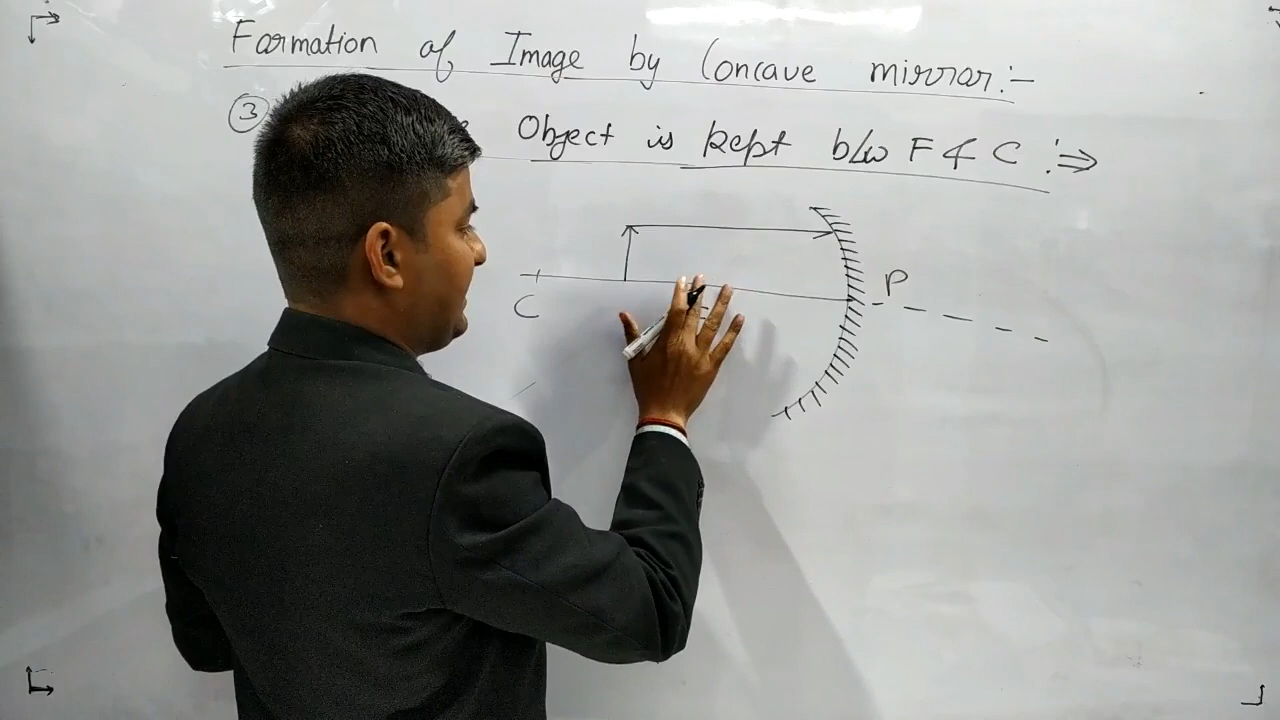 Formation of Image by Concave mirror:-
3 Object is kept b/w F & C :⇒
P
C